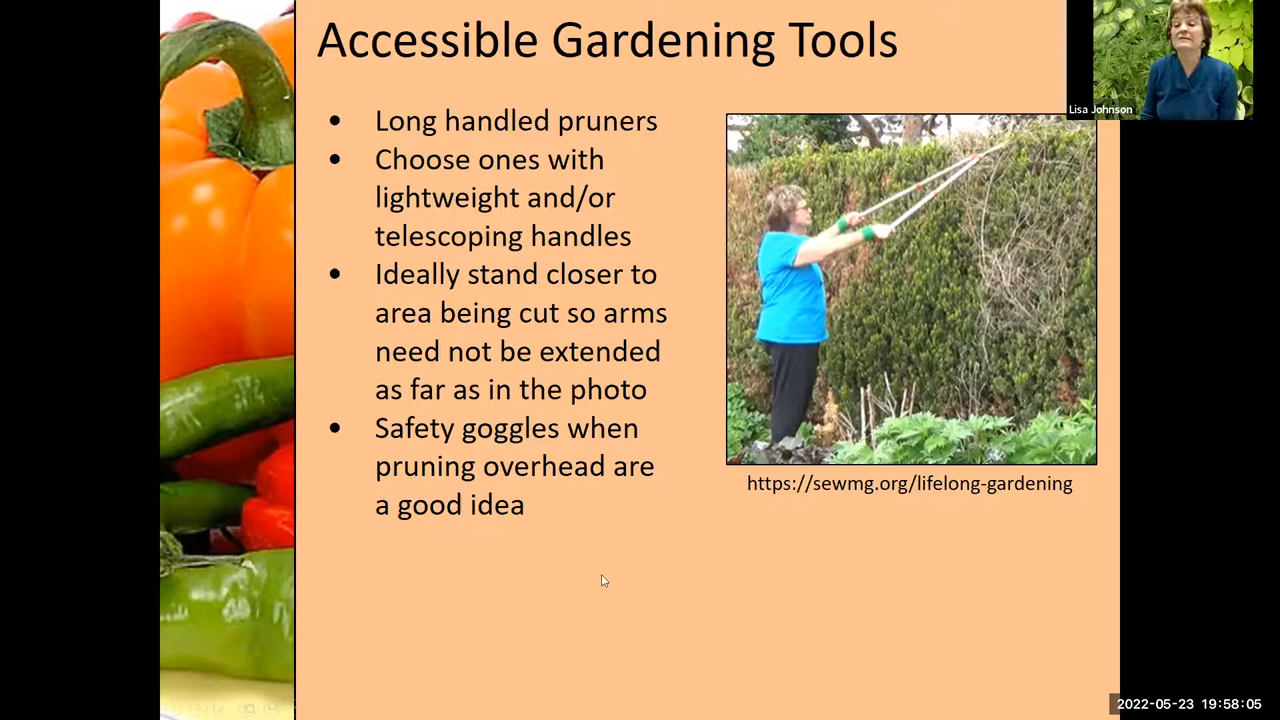 Accessible Gardening Tools
Lisa Johnson
• Long handled pruners
• Choose ones with
lightweight and/or
telescoping handles
• Ideally stand closer to
area being cut so arms
need not be extended
as far as in the photo
• Safety goggles when
pruning overhead are
a good idea
https://sewmg.org/lifelong-gardening
2022-05-23 19:58:05